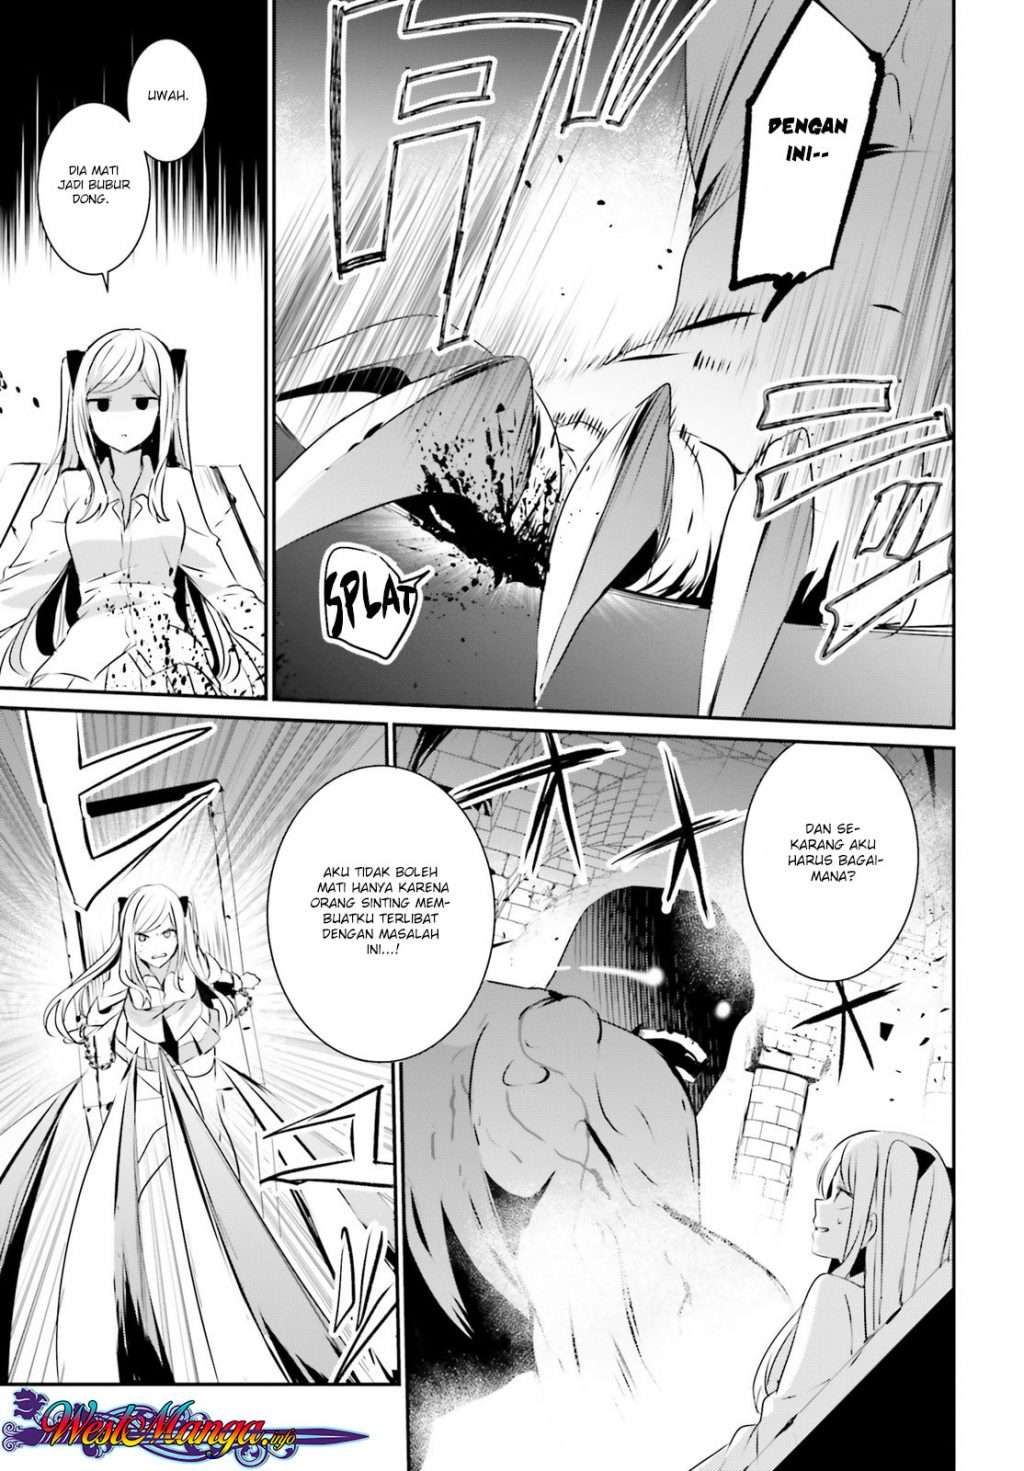 DENGAN
INI--
SPLAT
UWAH.
DIA MATI
JADI BUBUR
DONG.
DAN SE-
KARANG AKU
HARUS BAGAI-
MANA?
AKU TIDAK BOLEH
MATI HANYA KARENA
ORANG SINTING MEM-
BUATKU TERLIBAT
DENGAN MASALAH
INI...!
WestManga.info